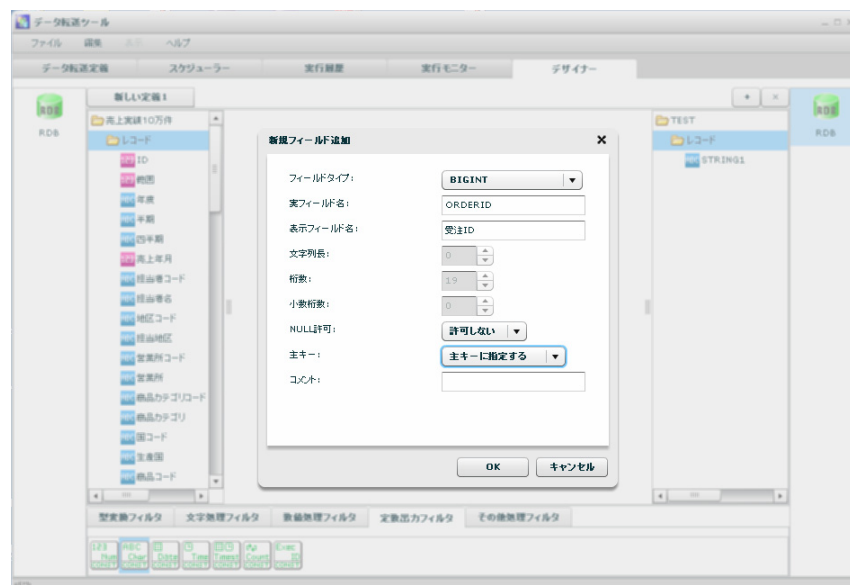 データ転送ツール
ファイル 編集 表示 ヘルプ
データ転送定義 スケジューラー 実行履歴 実行モニター デザイナー
新しい定義1
RDB
RDB
売上実績10万件
レコード
ID
範囲
年度
半期
四半期
売上年月
担当者コード
担当者名
地区コード
担当地区
営業所コード
営業所
商品カテゴリコード
商品カテゴリ
国コード
生産国
商品コード
新規フィールド追加
フィールドタイプ: BIGINT
実フィールド名: ORDERID
表示フィールド名: 受注ID
文字列長: 0
桁数: 19
小数桁数: 0
NULL許可: 許可しない
主キー: 主キーに指定する
コメント:
OK キャンセル
TEST
レコード
STRING1
RDB
RDB
型変換フィルタ 文字処理フィルタ 数値処理フィルタ 定数出力フィルタ その他処理フィルタ